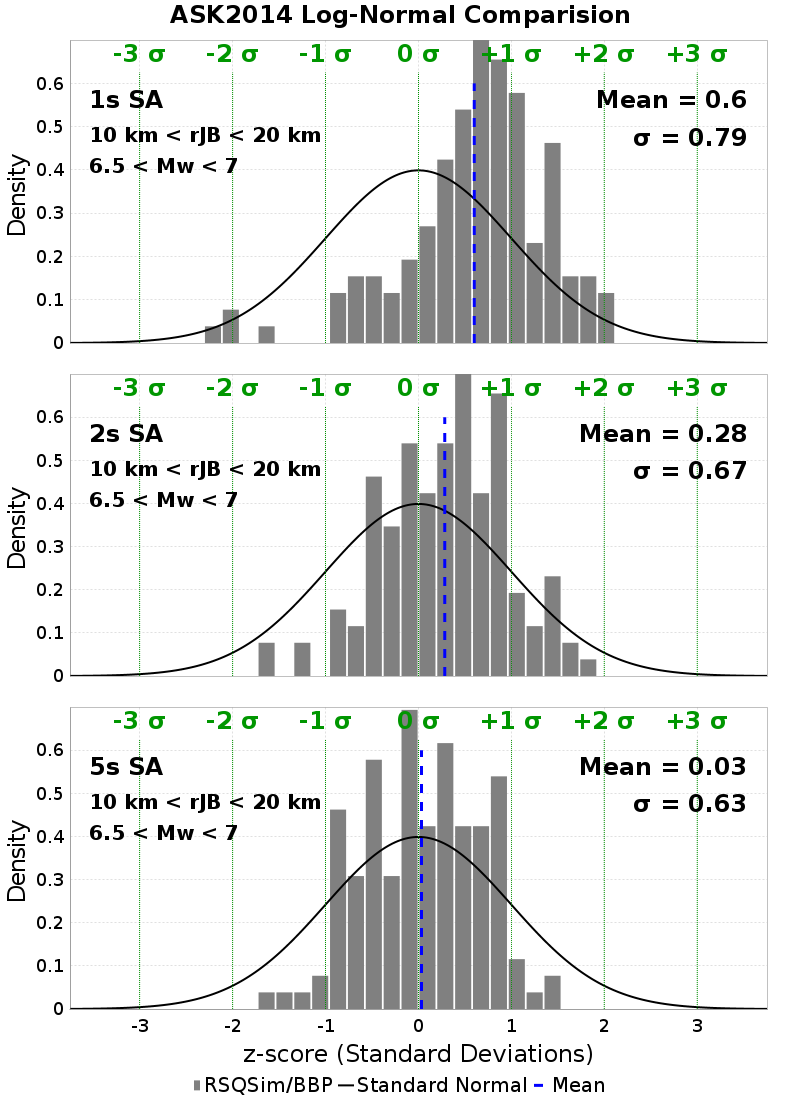 ASK2014 Log-Normal Comparision
-3 σ -2 σ -1 σ 0 σ +1 σ +2 σ +3 σ
1s SA
Mean = 0.6
10 km < rJB < 20 km
σ = 0.79
6.5 < Mw < 7
Density
0.6
0.5
0.4
0.3
0.2
0.1
0
-3 σ -2 σ -1 σ 0 σ +1 σ +2 σ +3 σ
2s SA
Mean = 0.28
10 km < rJB < 20 km
σ = 0.67
6.5 < Mw < 7
Density
0.6
0.5
0.4
0.3
0.2
0.1
0
-3 σ -2 σ -1 σ 0 σ +1 σ +2 σ +3 σ
5s SA
Mean = 0.03
10 km < rJB < 20 km
σ = 0.63
6.5 < Mw < 7
Density
0.6
0.5
0.4
0.3
0.2
0.1
0
-3 -2 -1 0 1 2 3
z-score (Standard Deviations)
RSQSim/BBP Standard Normal Mean